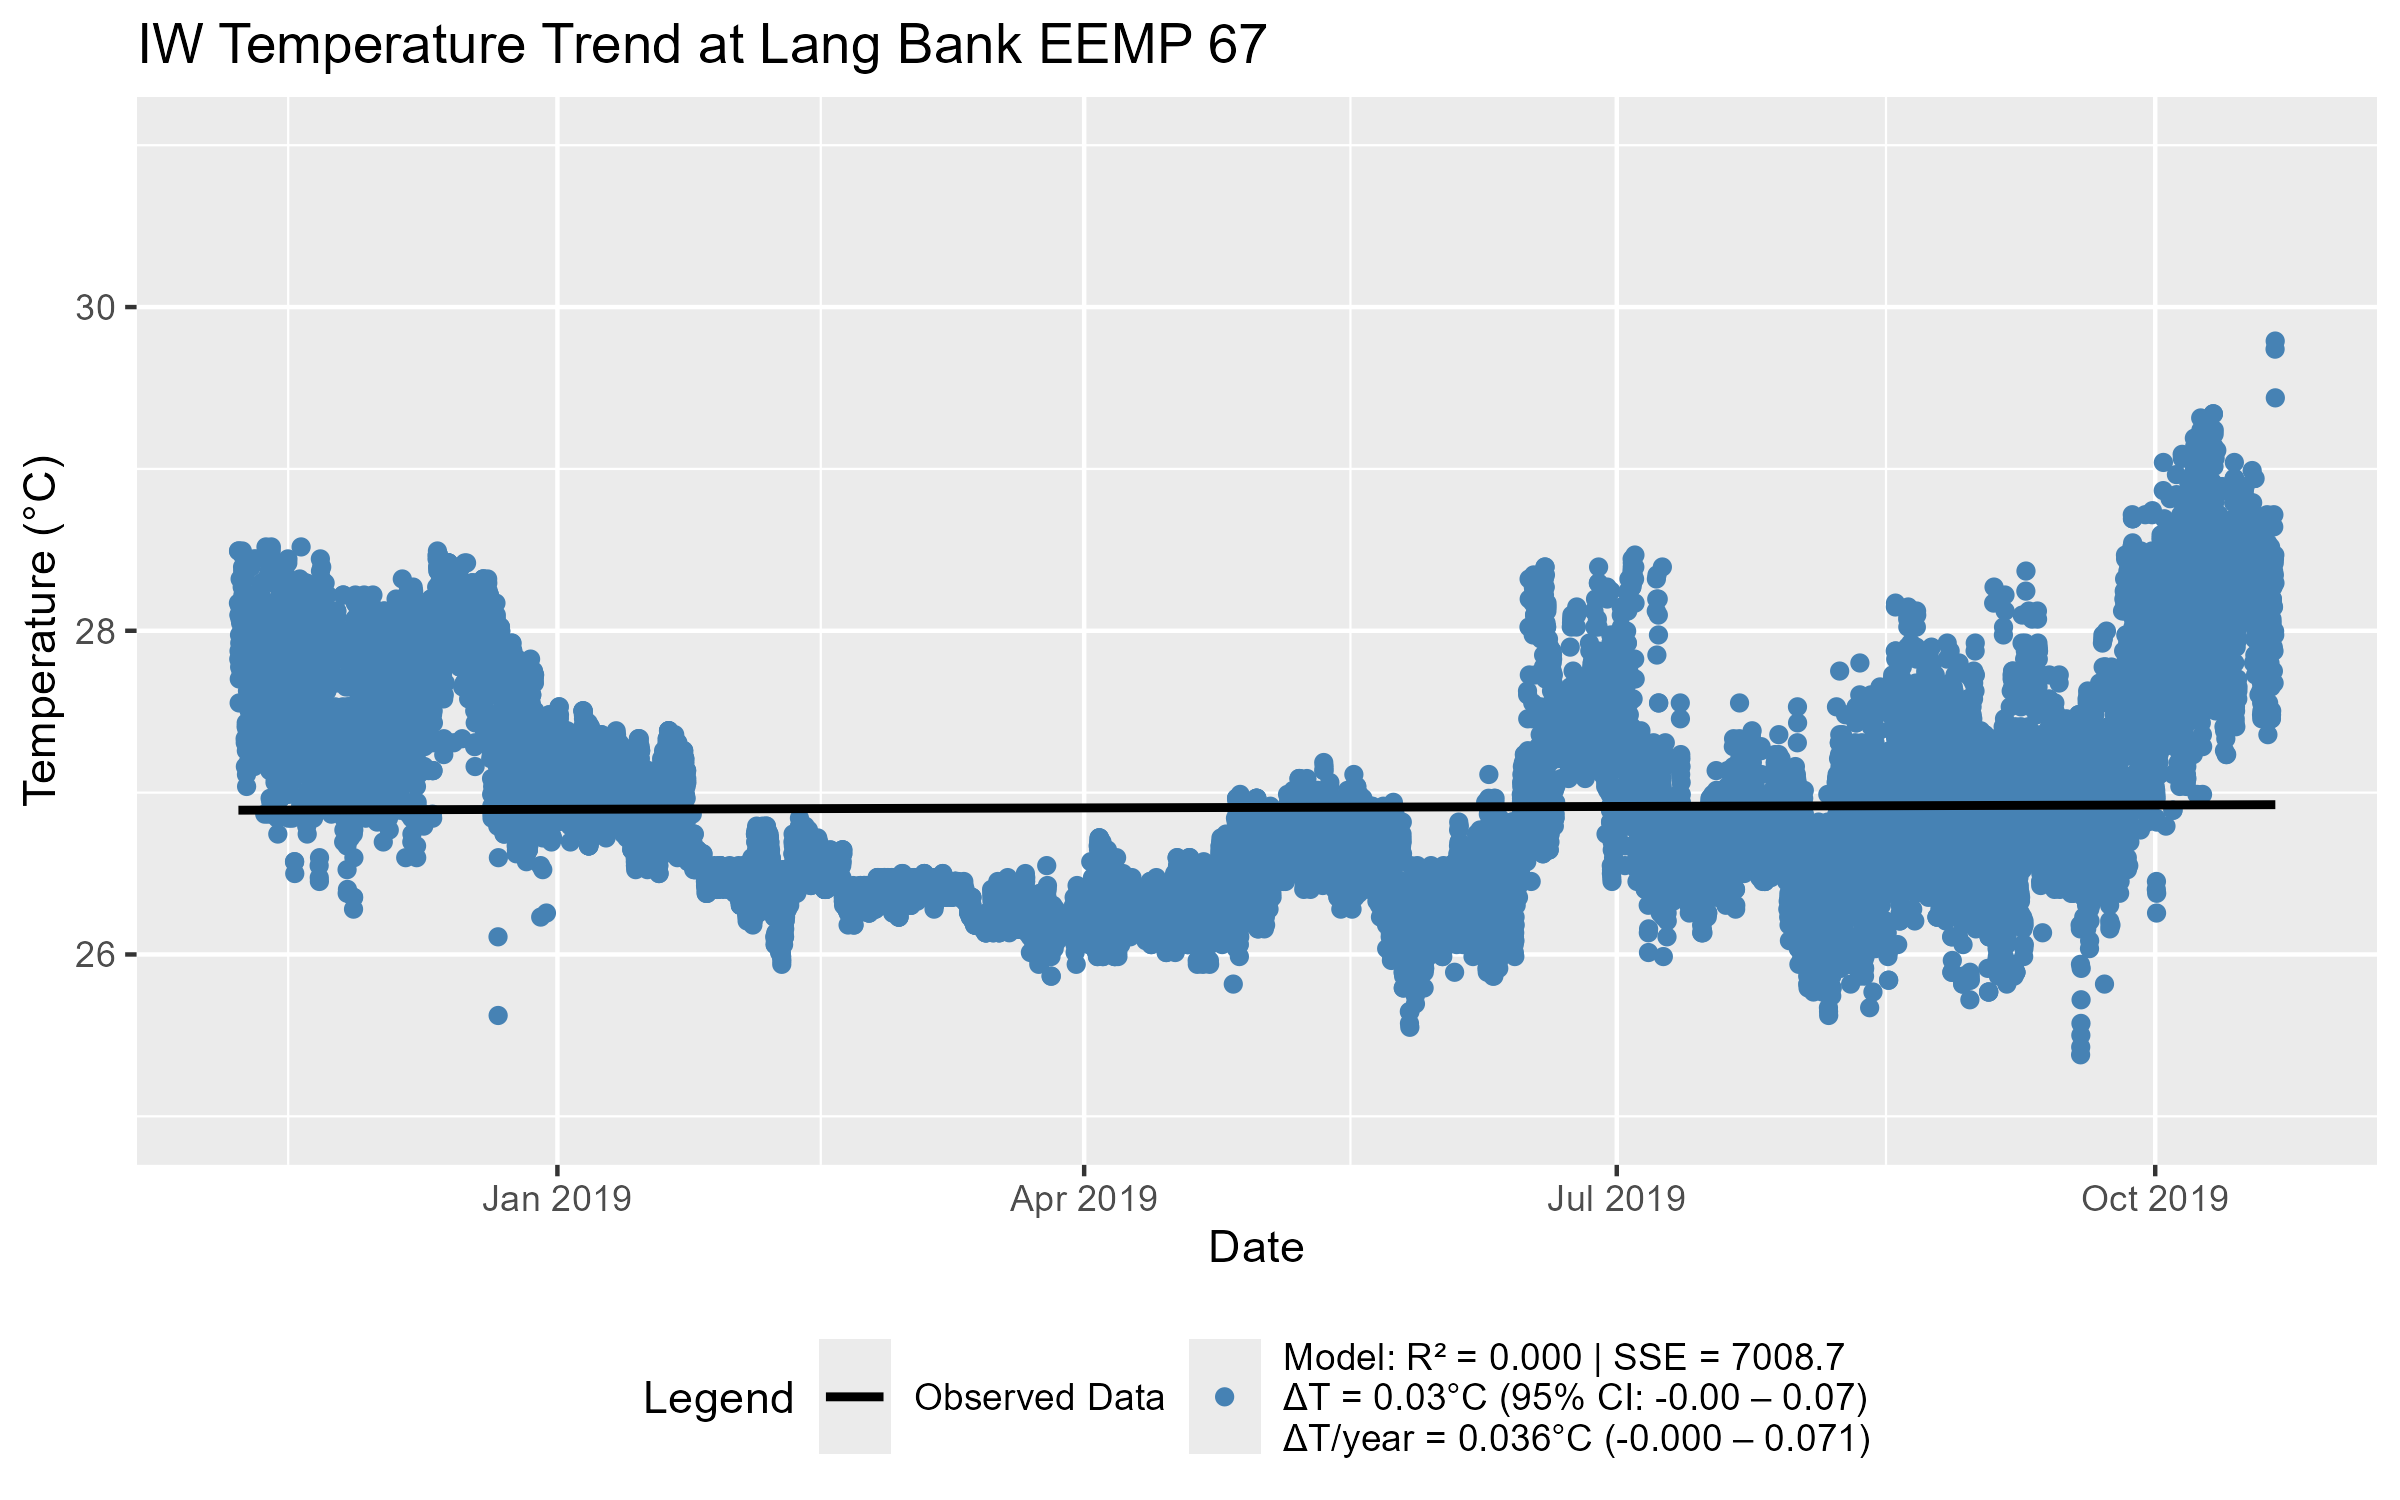 IW Temperature Trend at Lang Bank EEMP 67
Temperature (°C)
30
28
26
Jan 2019
Apr 2019
Jul 2019
Oct 2019
Date
Legend
Observed Data
Model: R² = 0.000 | SSE = 7008.7
ΔT = 0.03°C (95% CI: -0.00 – 0.07)
ΔT/year = 0.036°C (-0.000 – 0.071)